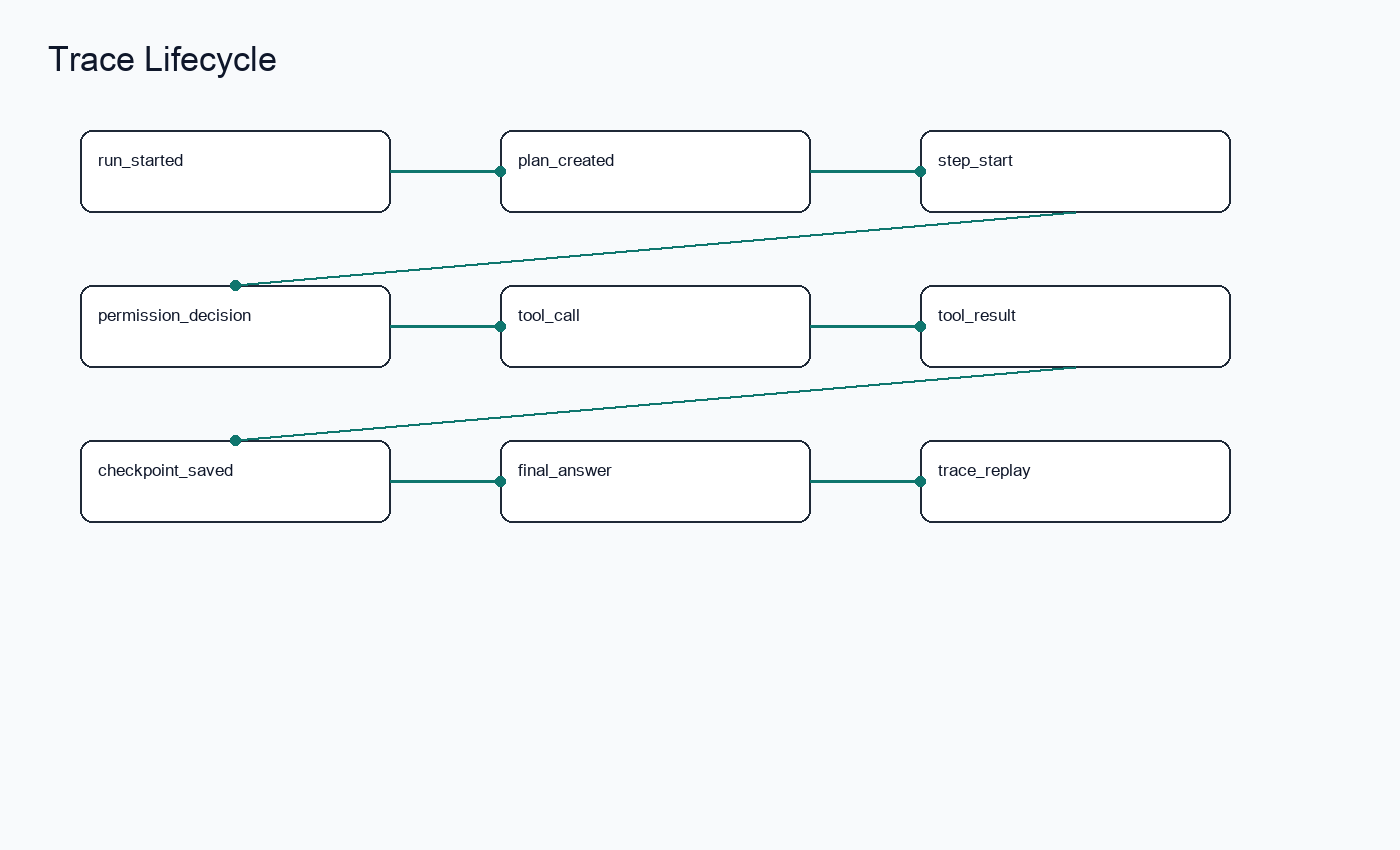 Trace Lifecycle
run_started
plan_created
step_start
permission_decision
tool_call
tool_result
checkpoint_saved
final_answer
trace_replay